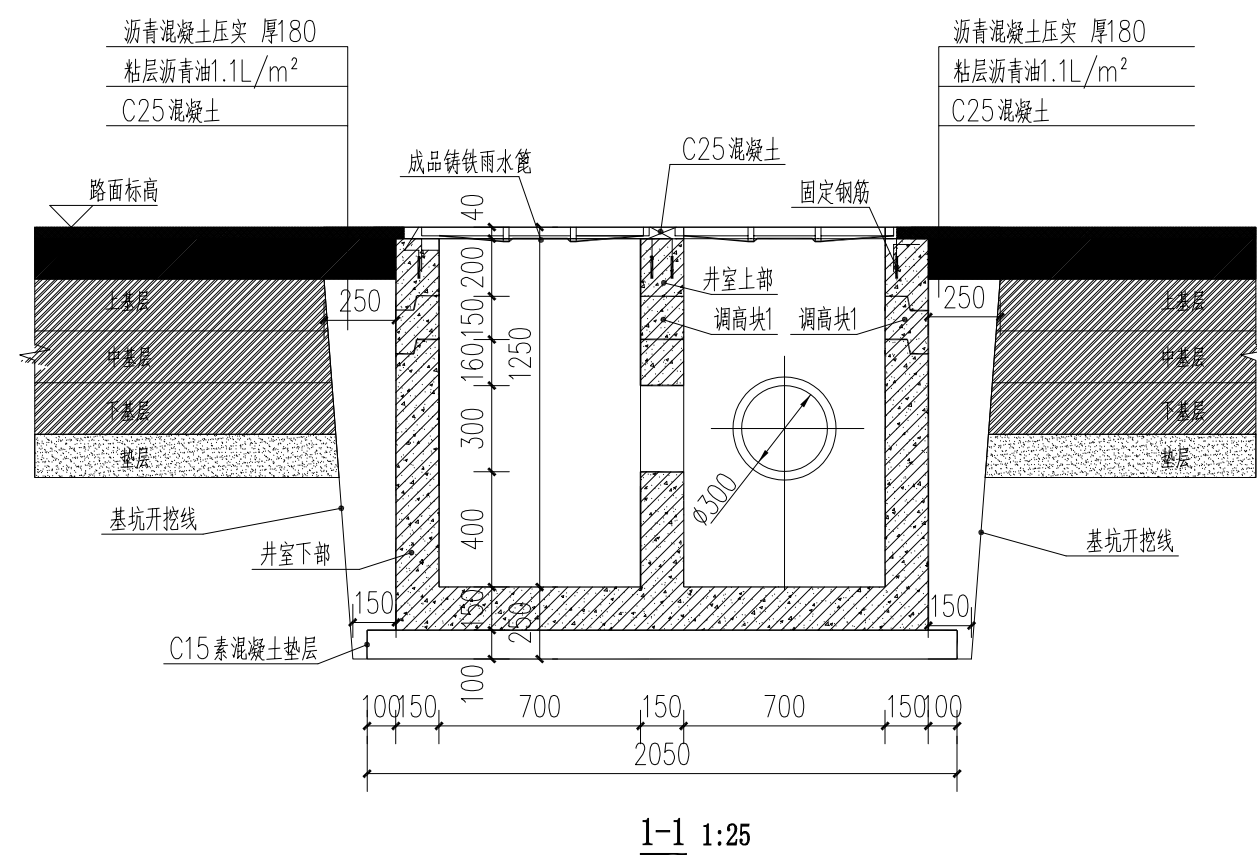 沥青混凝土压实 厚180
粘层沥青油1.1L/m²
C25混凝土
沥青混凝土压实 厚180
粘层沥青油1.1L/m²
C25混凝土
成品铸铁雨水篦
C25混凝土
路面标高
固定钢筋
40
200
150
160
300
400
150
100
1250
250
250
250
井室上部
调高块1
调高块1
上基层
中基层
下基层
垫层
上基层
中基层
下基层
垫层
ø300
基坑开挖线
井室下部
基坑开挖线
150
150
C15素混凝土垫层
100
150
700
150
700
150
100
2050
1-1 1:25